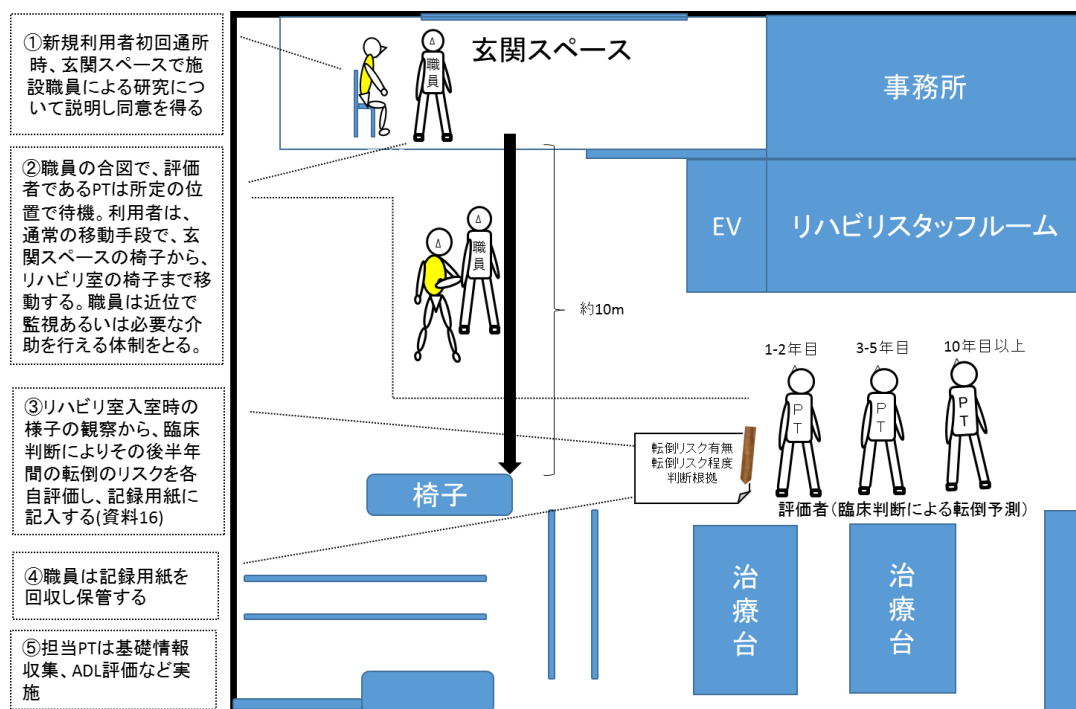 ①新規利用者初回通所
時、玄関スペースで施
設職員による研究につ
いて説明し同意を得る
②職員の合図で、評価
者であるPTは所定の位
置で待機。利用者は、
通常の移動手段で、玄
関スペースの椅子から、
リハビリ室の椅子まで移
動する。職員は近位で
監視あるいは必要な介
助を行える体制をとる。
③リハビリ室入室時の
様子の観察から、臨床
判断によりその後半年
間の転倒のリスクを各
自評価し、記録用紙に
記入する(資料16)
④職員は記録用紙を
回収し保管する
⑤担当PTは基礎情報
収集、ADL評価など実
施
玄関スペース
職員
事務所
EV
リハビリスタッフルーム
職員
約10m
1-2年目
3-5年目
10年目以上
PT
PT
PT
転倒リスク有無
転倒リスク程度
判断根拠
評価者(臨床判断による転倒予測)
椅子
治療台
治療台